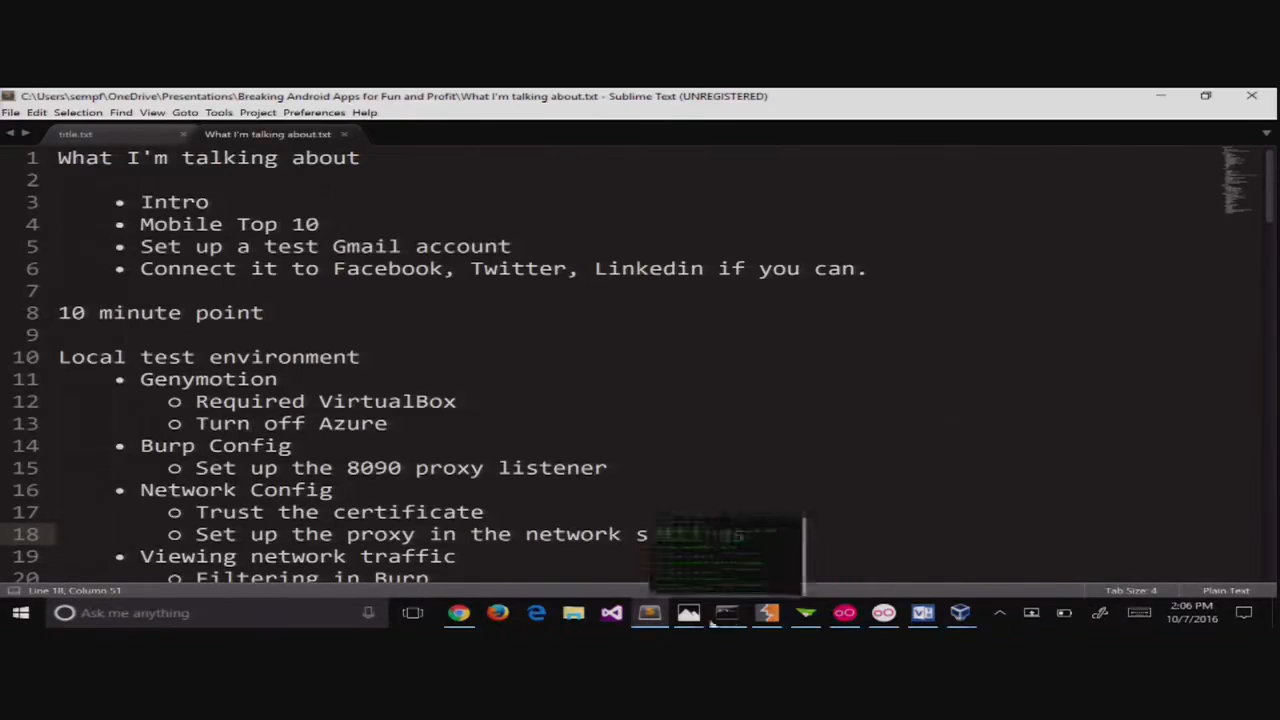 C:\Users\sempf\OneDrive\Presentations\Breaking Android Apps for Fun and Profit\What I'm talking about.txt - Sublime Text (UNREGISTERED)
File Edit Selection Find View Goto Tools Project Preferences Help
title.txt What I'm talking about.txt
1 What I'm talking about
2
3 • Intro
4 • Mobile Top 10
5 • Set up a test Gmail account
6 • Connect it to Facebook, Twitter, Linkedin if you can.
7
8 10 minute point
9
10 Local test environment
11 • Genymotion
12 ○ Required VirtualBox
13 ○ Turn off Azure
14 • Burp Config
15 ○ Set up the 8090 proxy listener
16 • Network Config
17 ○ Trust the certificate
18 ○ Set up the proxy in the network settings
19 • Viewing network traffic
20 ○ Filtering in Burp
Line 18, Column 51 Tab Size: 4 Plain Text
Ask me anything 2:06 PM
10/7/2016